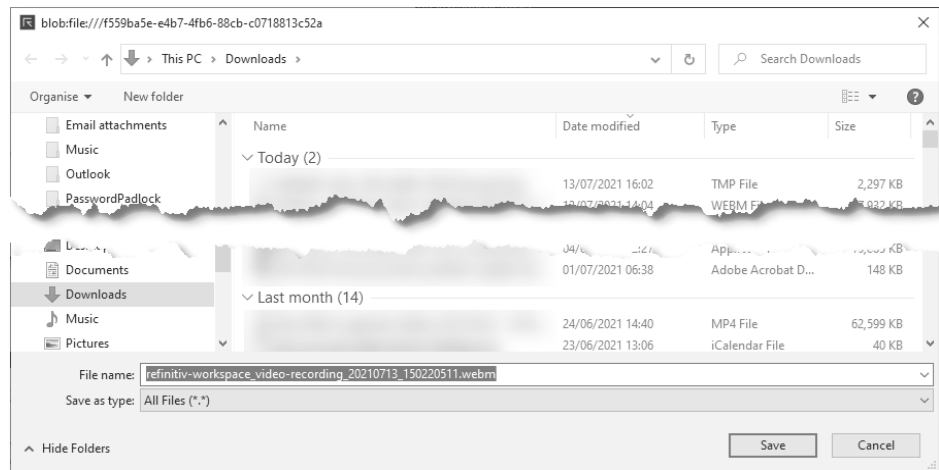 blob:file:///f559ba5e-e4b7-4fb6-88cb-c0718813c52a
This PC > Downloads >
Search Downloads
Organise New folder
Email attachments
Music
Outlook
PasswordPadlock
Name Date modified Type Size
Today (2)
13/07/2021 16:02 TMP File 2,297 KB
WEBM
Documents
Downloads
Music
Pictures
01/07/2021 06:38 Adobe Acrobat D... 148 KB
Last month (14)
24/06/2021 14:40 MP4 File 62,599 KB
23/06/2021 13:06 iCalendar File 40 KB
File name: refinitiv-workspace_video-recording_20210713_150220511.webm
Save as type: All Files (*.*)
Hide Folders
Save Cancel